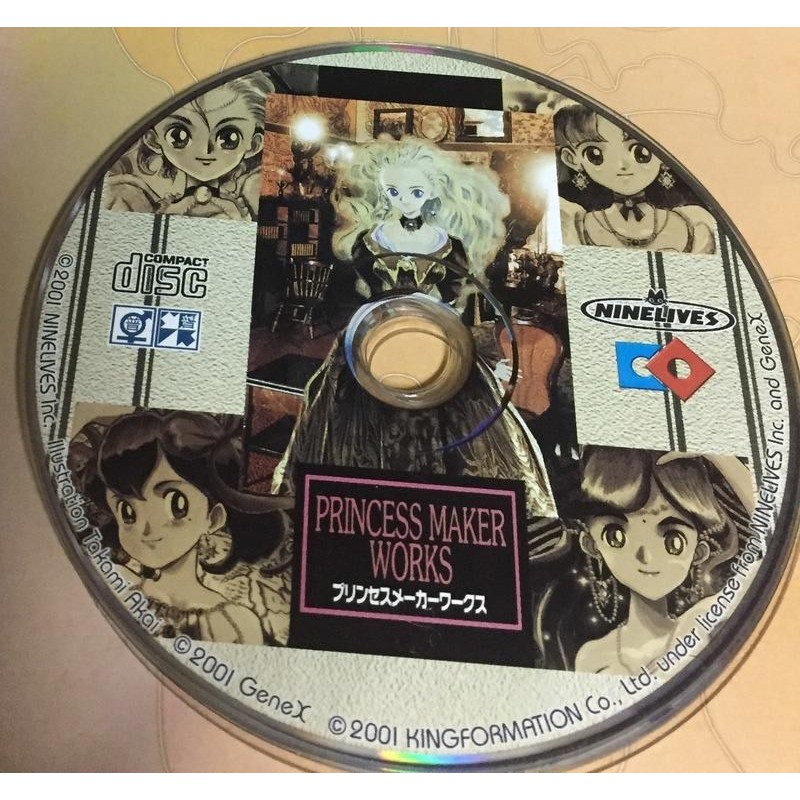 COMPACT
disc
NINELIVES
PRINCESS MAKER
WORKS
プリンセスメーカーワークス
©2001 NINELIVES Inc. Illustration Takami Akai, ©2001 GeneX ©2001 KINGFORMATION Co., Ltd. under license from NINELIVES Inc. and GeneX